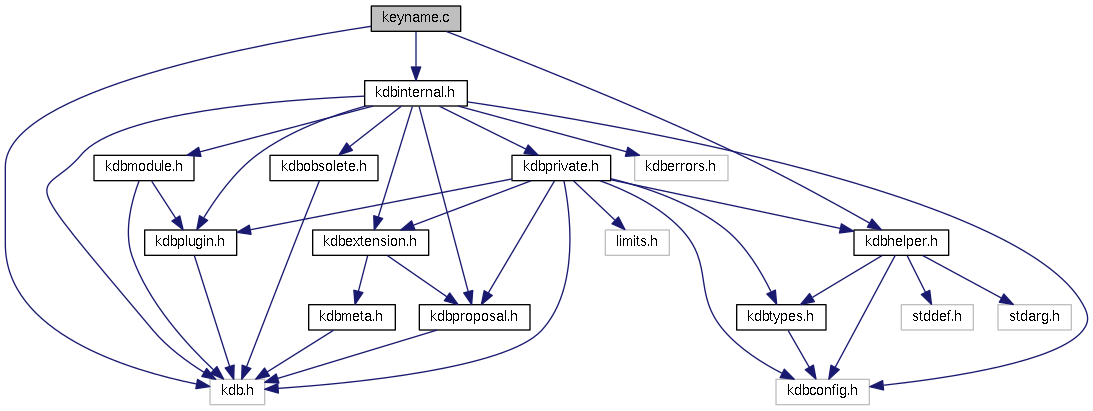 keyname.c
kdbinternal.h
kdbmodule.h
kdbobsolete.h
kdbprivate.h
kdberrors.h
kdbplugin.h
kdbextension.h
limits.h
kdbhelper.h
kdbmeta.h
kdbproposal.h
kdbtypes.h
stddef.h
stdarg.h
kdb.h
kdbconfig.h